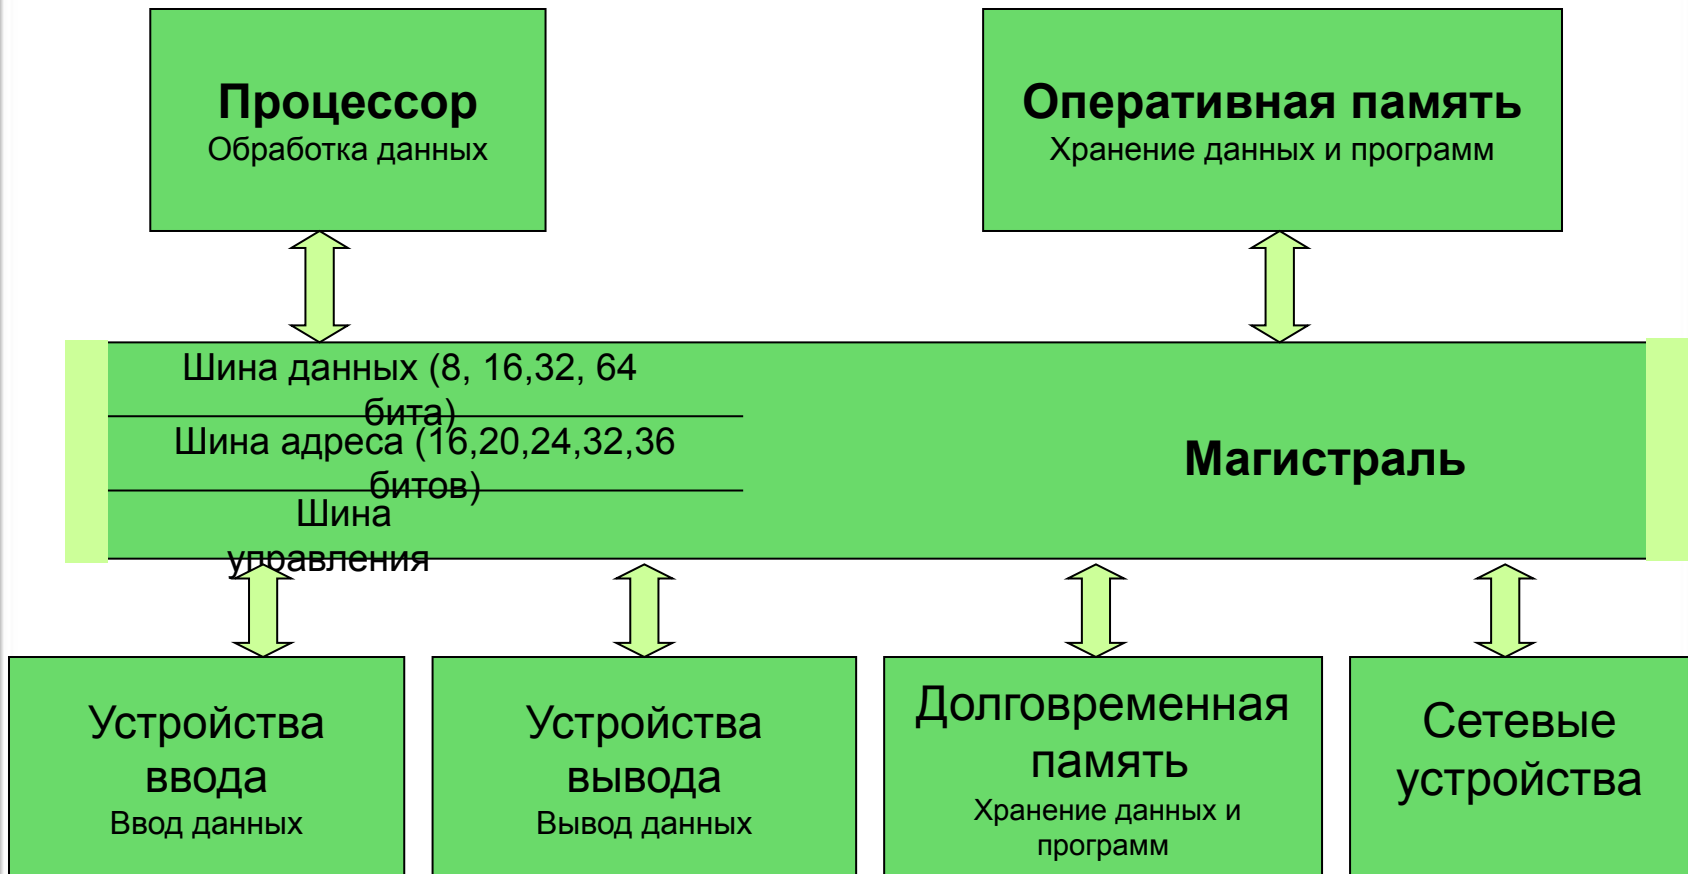 Процессор
Обработка данных
Оперативная память
Хранение данных и программ
Шина данных (8, 16,32, 64
бита)
Шина адреса (16,20,24,32,36
битов)
Шина
управления
Магистраль
Устройства
ввода
Ввод данных
Устройства
вывода
Вывод данных
Долговременная
память
Хранение данных и
программ
Сетевые
устройства